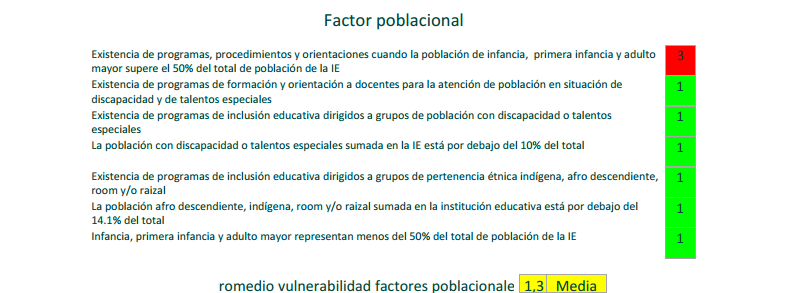 Factor poblacional
Existencia de programas, procedimientos y orientaciones cuando la población de infancia, primera infancia y adulto 3
mayor supere el 50% del total de población de la IE
Existencia de programas de formación y orientación a docentes para la atención de población en situación de 1
discapacidad y de talentos especiales
Existencia de programas de inclusión educativa dirigidos a grupos de población con discapacidad o talentos 1
especiales
La población con discapacidad o talentos especiales sumada en la IE está por debajo del 10% del total 1
Existencia de programas de inclusión educativa dirigidos a grupos de pertenencia étnica indígena, afro descendiente, 1
room y/o raizal
La población afro descendiente, indígena, room y/o raizal sumada en la institución educativa está por debajo del 1
14.1% del total
Infancia, primera infancia y adulto mayor representan menos del 50% del total de población de la IE 1
romedio vulnerabilidad factores poblacionale 1,3 Media